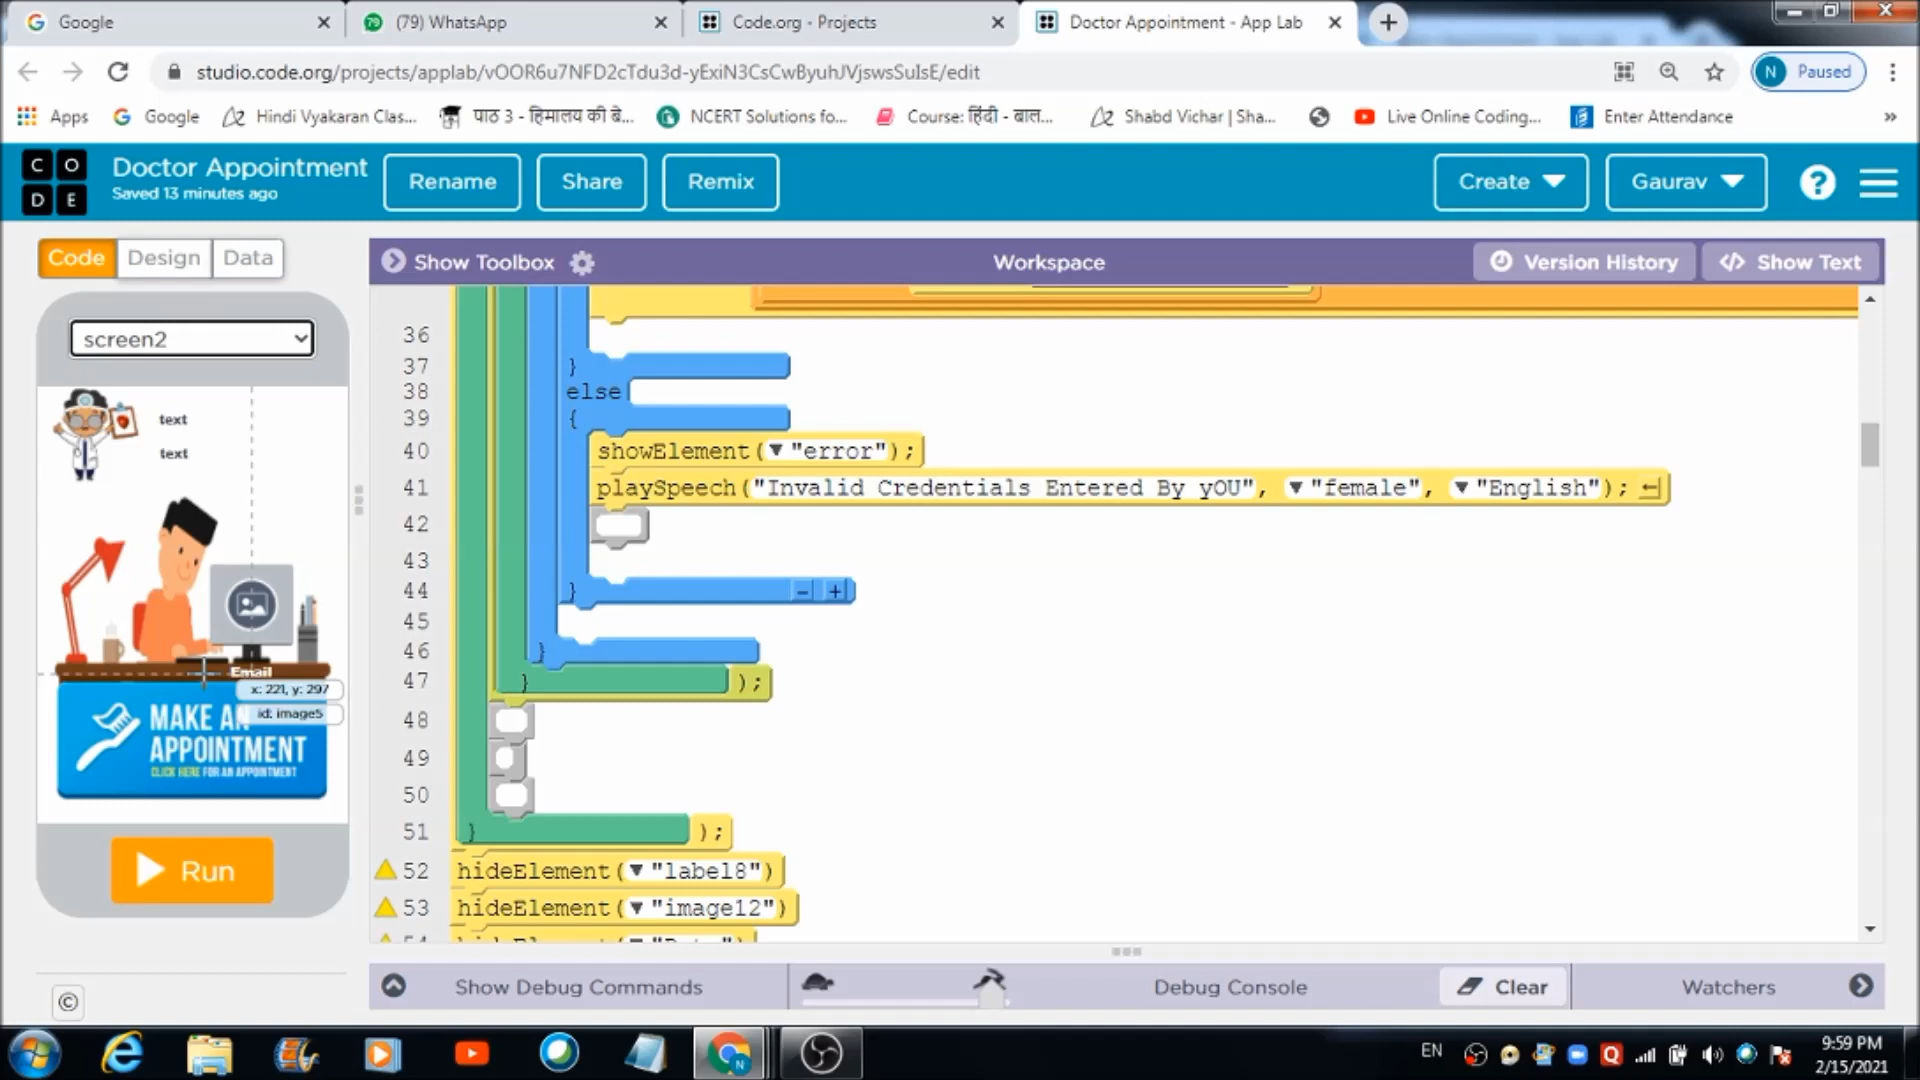 Google
(79) WhatsApp
Code.org - Projects
Doctor Appointment - App Lab
studio.code.org/projects/applab/vOOR6u7NFD2cTdu3d-yExiN3CsCwByuhJVjswsSuIsE/edit
N Paused
Apps
Google
Hindi Vyakaran Clas...
पाठ 3 - हिमालय की बे...
NCERT Solutions fo...
Course: हिंदी - बाल...
Shabd Vichar | Sha...
Live Online Coding...
Enter Attendance
»
C O
D E
Doctor Appointment
Saved 13 minutes ago
Rename
Share
Remix
Create
Gaurav
?
Code
Design
Data
Show Toolbox
Workspace
Version History
</> Show Text
screen2
text
text
Email
x: 221, y: 297
id: image5
MAKE AN
APPOINTMENT
CLICK HERE FOR AN APPOINTMENT
Run
36
37 }
38 else
39 {
40 showElement( "error");
41 playSpeech("Invalid Credentials Entered By yOU", "female", "English");
42
43
44 } - +
45
46 }
47 } );
48
49
50
51 } );
52 hideElement( "label8")
53 hideElement( "image12")
©
Show Debug Commands
Debug Console
Clear
Watchers
N
EN
9:59 PM
2/15/2021